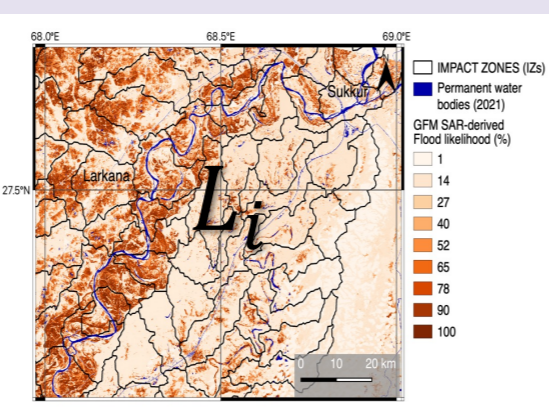 68.0°E 68.5°E 69.0°E
Sukkur
Larkana
27.5°N
Li
0 10 20 km
IMPACT ZONES (IZs)
Permanent water
bodies (2021)
GFM SAR-derived
Flood likelihood (%)
1
14
27
40
52
65
78
90
100